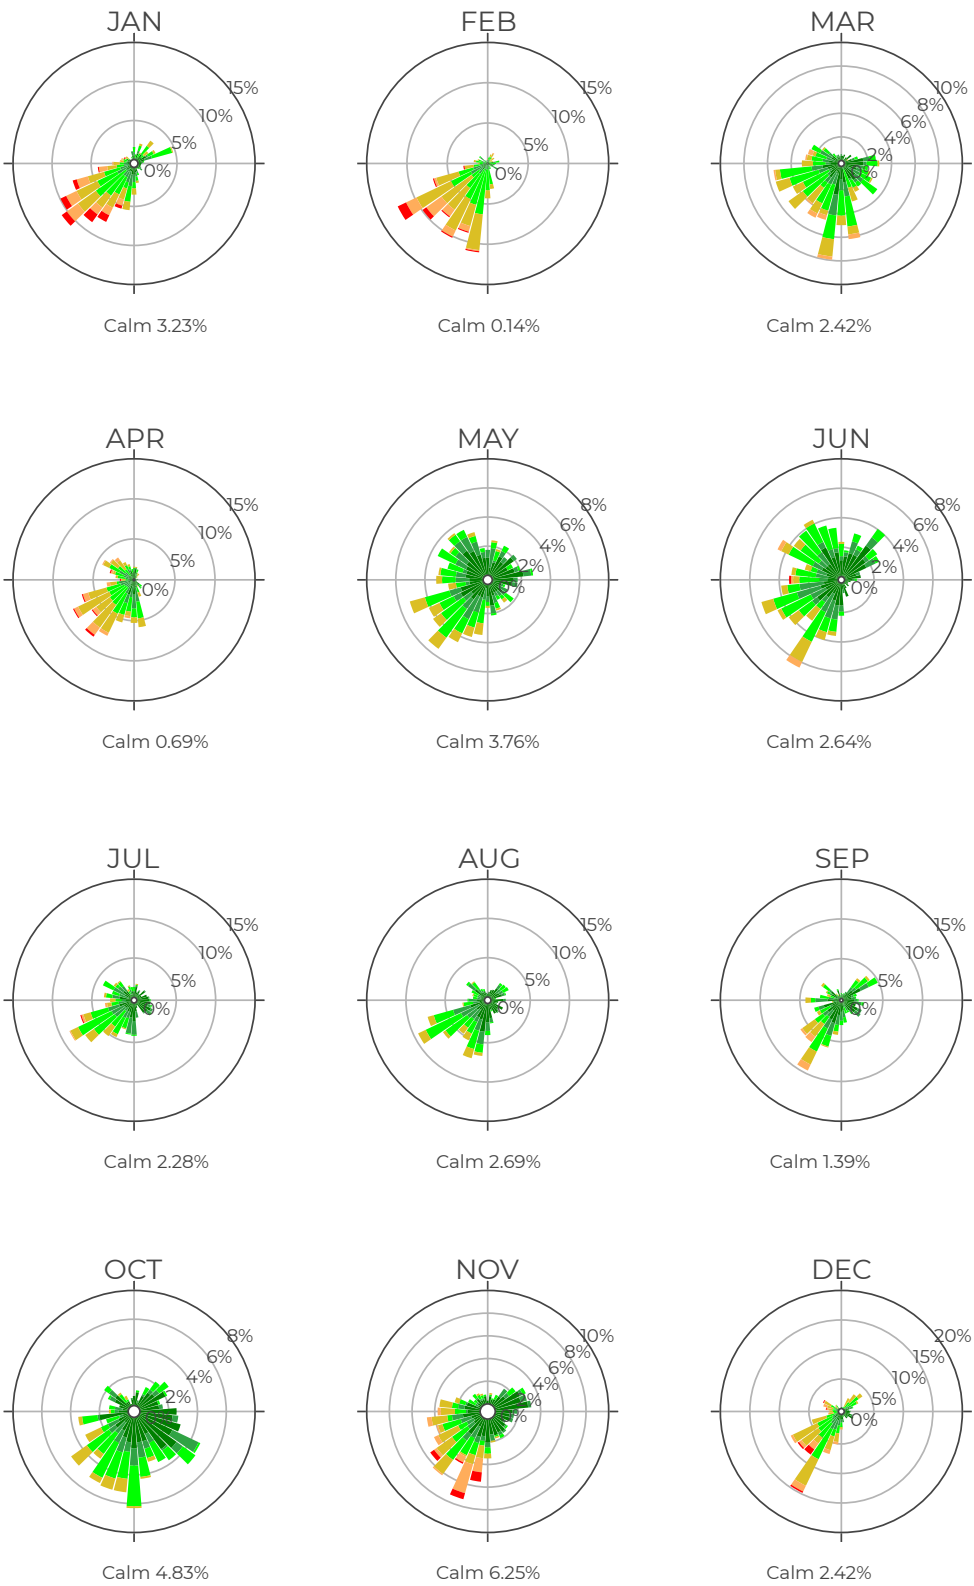 JAN
15%
10%
5%
0%
Calm 3.23%
FEB
15%
10%
5%
0%
Calm 0.14%
MAR
10%
8%
6%
4%
2%
0%
Calm 2.42%
APR
15%
10%
5%
0%
Calm 0.69%
MAY
8%
6%
4%
2%
0%
Calm 3.76%
JUN
8%
6%
4%
2%
0%
Calm 2.64%
JUL
15%
10%
5%
0%
Calm 2.28%
AUG
15%
10%
5%
0%
Calm 2.69%
SEP
15%
10%
5%
0%
Calm 1.39%
OCT
8%
6%
4%
2%
Calm 4.83%
NOV
10%
8%
6%
4%
2%
0%
Calm 6.25%
DEC
20%
15%
10%
5%
0%
Calm 2.42%